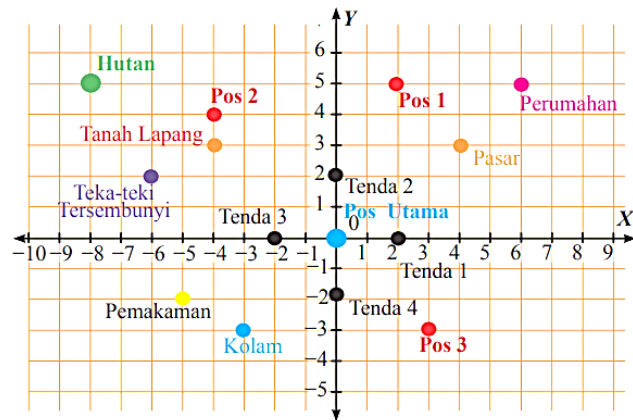 Y
6
Hutan
5
Pos 1
Perumahan
Pos 2
4
Tanah Lapang
3
Pasar
2
Tenda 2
Teka-teki
Tersembunyi
1
Tenda 3
Pos Utama
0
X
−10 −9 −8 −7 −6 −5 −4 −3 −2 −1 1 2 3 4 5 6 7 8 9
−1
Tenda 1
−2
Pemakaman
Tenda 4
−3
Kolam
Pos 3
−4
−5